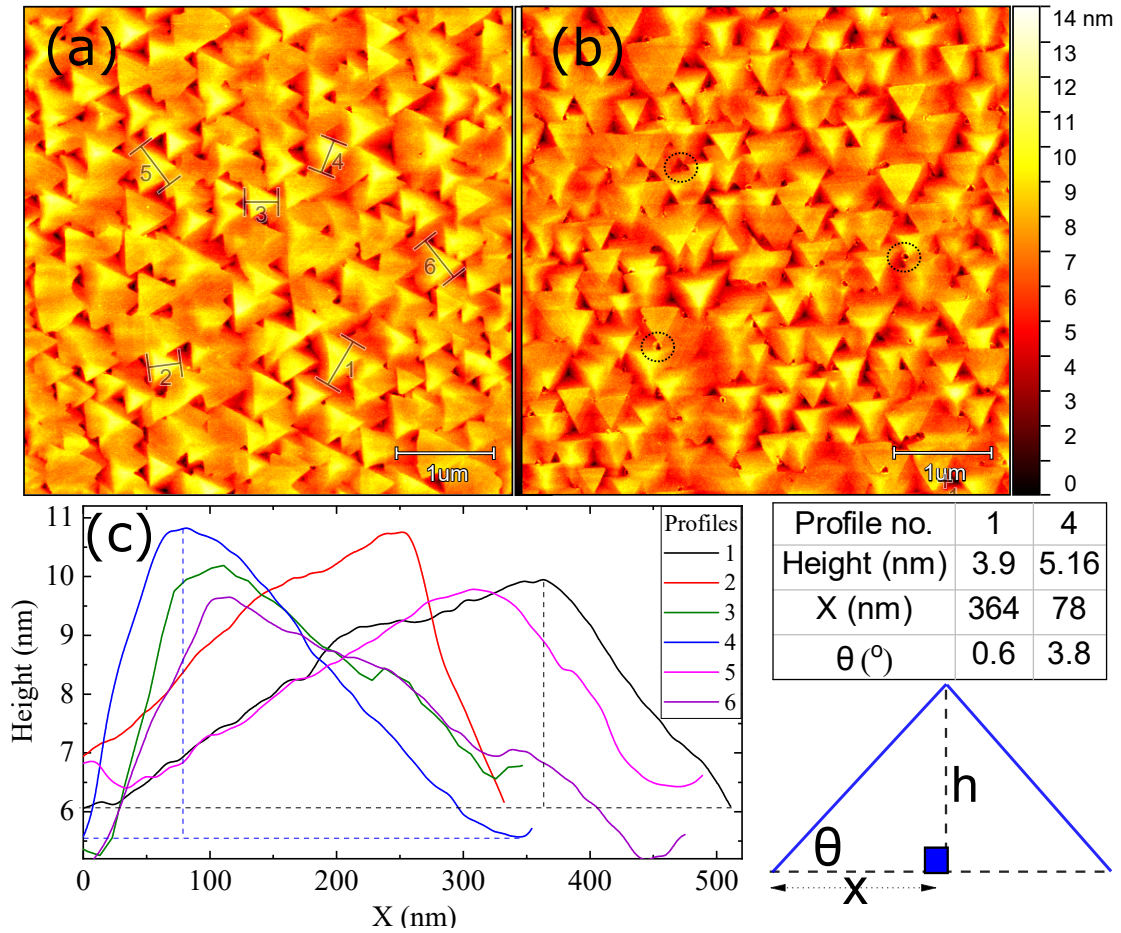 (a)
(b)
14 nm
13
12
11
10
9
8
7
6
5
4
3
2
1
0
5
4
3
6
2
1
1um
1um
(c)
11
10
9
8
7
6
Height (nm)
0
100
200
300
400
500
X (nm)
Profiles
1
2
3
4
5
6
Profile no. 1 4
Height (nm) 3.9 5.16
X (nm) 364 78
θ (º) 0.6 3.8
h
θ
X